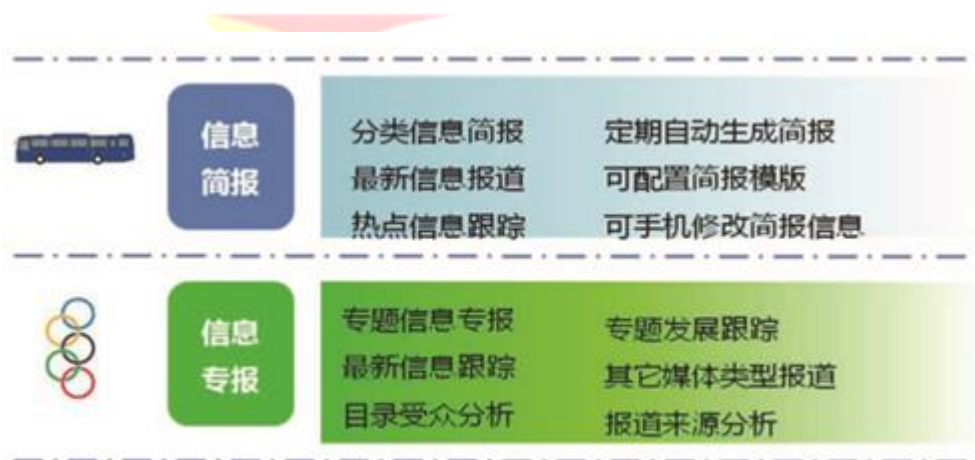 信息
简报
分类信息简报
最新信息报道
热点信息跟踪
定期自动生成简报
可配置简报模版
可手机修改简报信息
信息
专报
专题信息专报
最新信息跟踪
目录受众分析
专题发展跟踪
其它媒体类型报道
报道来源分析